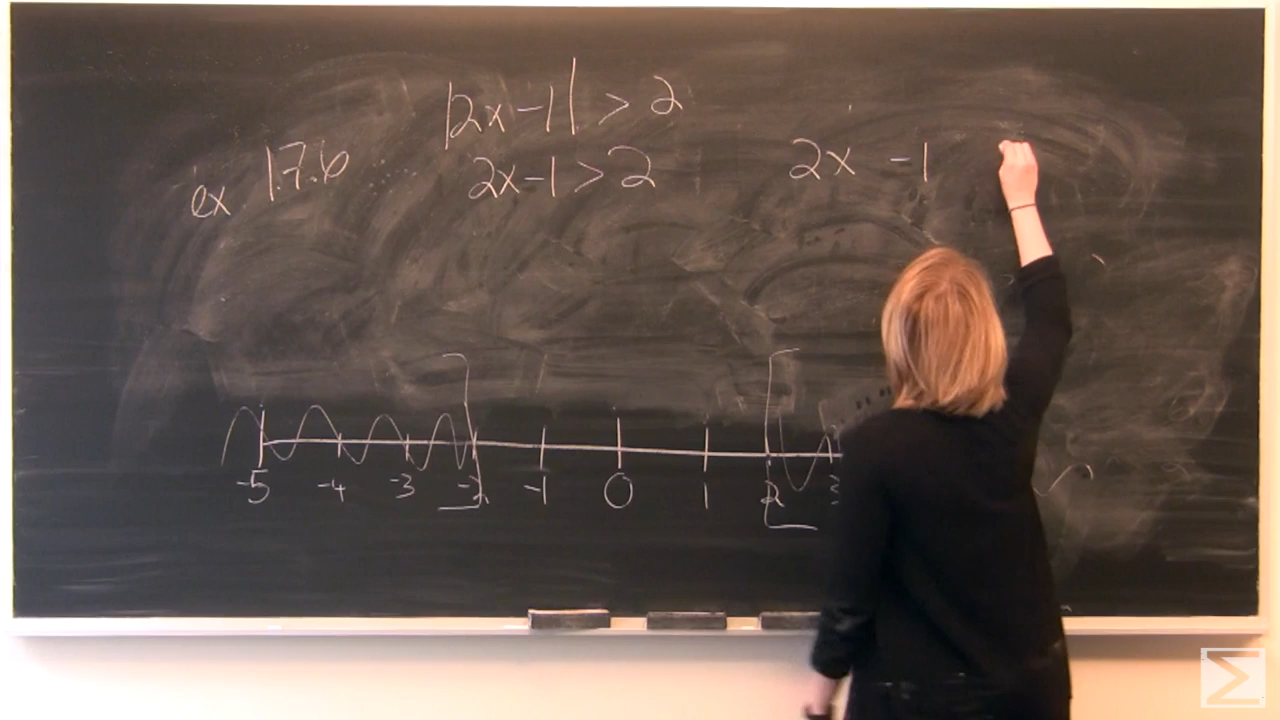 |2x-1| > 2
ex 1.7.6
2x-1 > 2
2x -1
-5 -4 -3 -2 -1 0 1 2
Σ